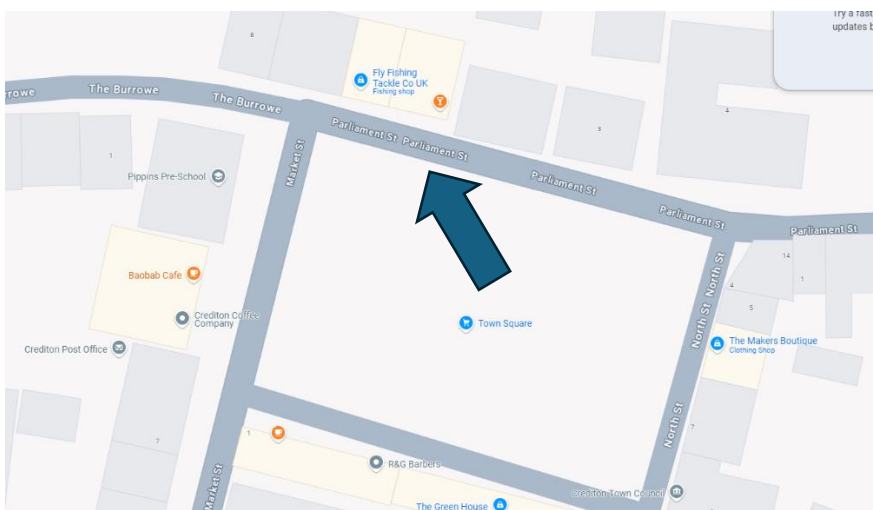 Try a fast
updates b
8
Fly Fishing
Tackle Co UK
Fishing shop
rowe
The Burrowe
The Burrowe
4
Parliament St
Parliament St
3
Market St
1
Pippins Pre-School
Parliament St
Parliament St
Parliament St
14
North St
North St
1
4
5
Baobab Cafe
Crediton Coffee
Company
Town Square
The Makers Boutique
Clothing Shop
Crediton Post Office
North St
7
1
7
R&G Barbers
Market St
Crediton Town Council
The Green House